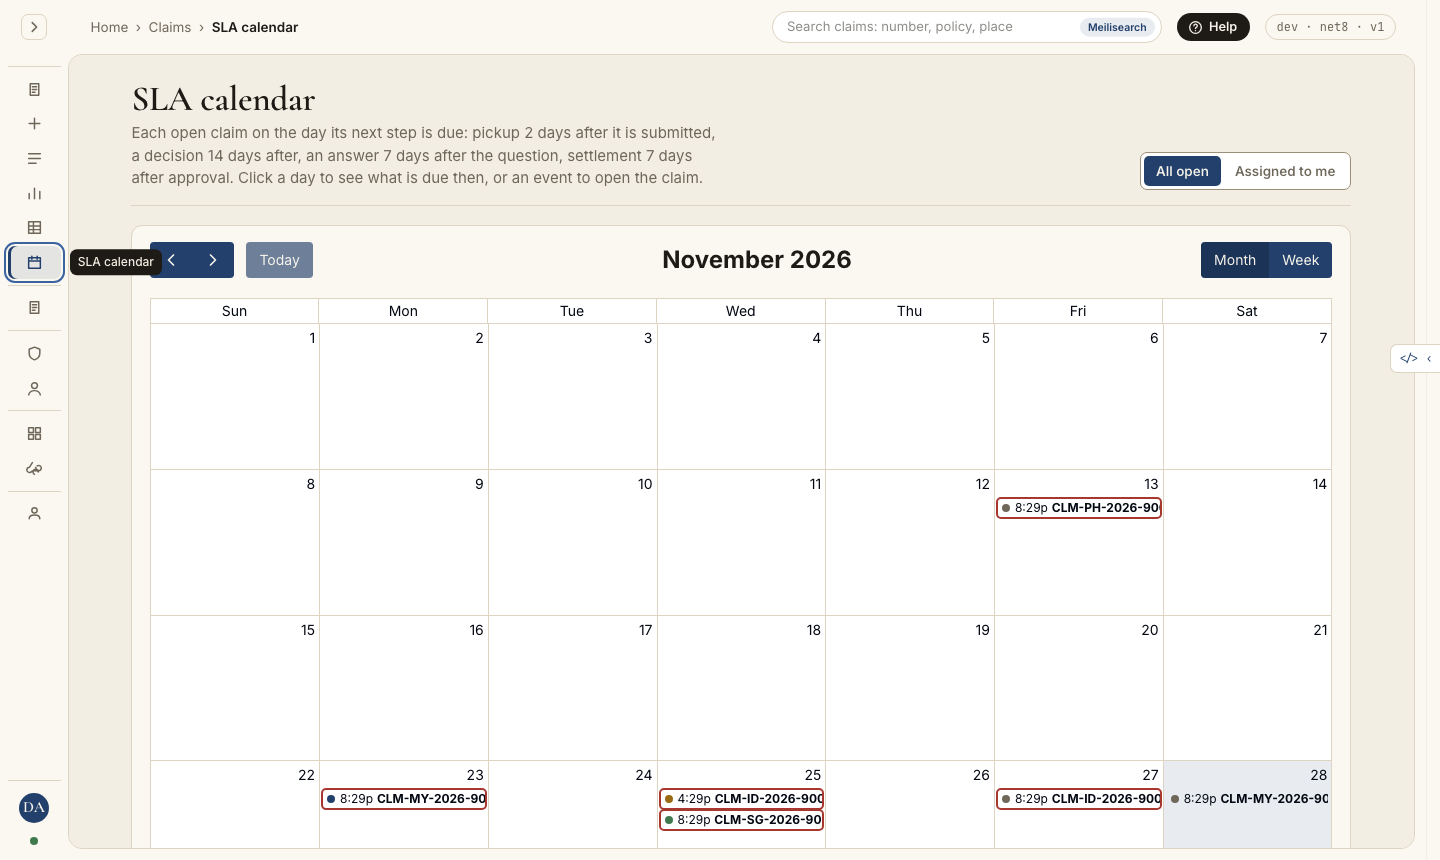 Home › Claims › SLA calendar
Search claims: number, policy, place
Meilisearch
Help
dev · net8 · v1
SLA calendar
Each open claim on the day its next step is due: pickup 2 days after it is submitted,
a decision 14 days after, an answer 7 days after the question, settlement 7 days
after approval. Click a day to see what is due then, or an event to open the claim.
All open
Assigned to me
SLA calendar
Today
November 2026
Month
Week
Sun Mon Tue Wed Thu Fri Sat
1 2 3 4 5 6 7
8 9 10 11 12 13 14
8:29p CLM-PH-2026-90
15 16 17 18 19 20 21
22 23 24 25 26 27 28
8:29p CLM-MY-2026-90
4:29p CLM-ID-2026-900
8:29p CLM-ID-2026-900
8:29p CLM-MY-2026-90
8:29p CLM-SG-2026-90
DA